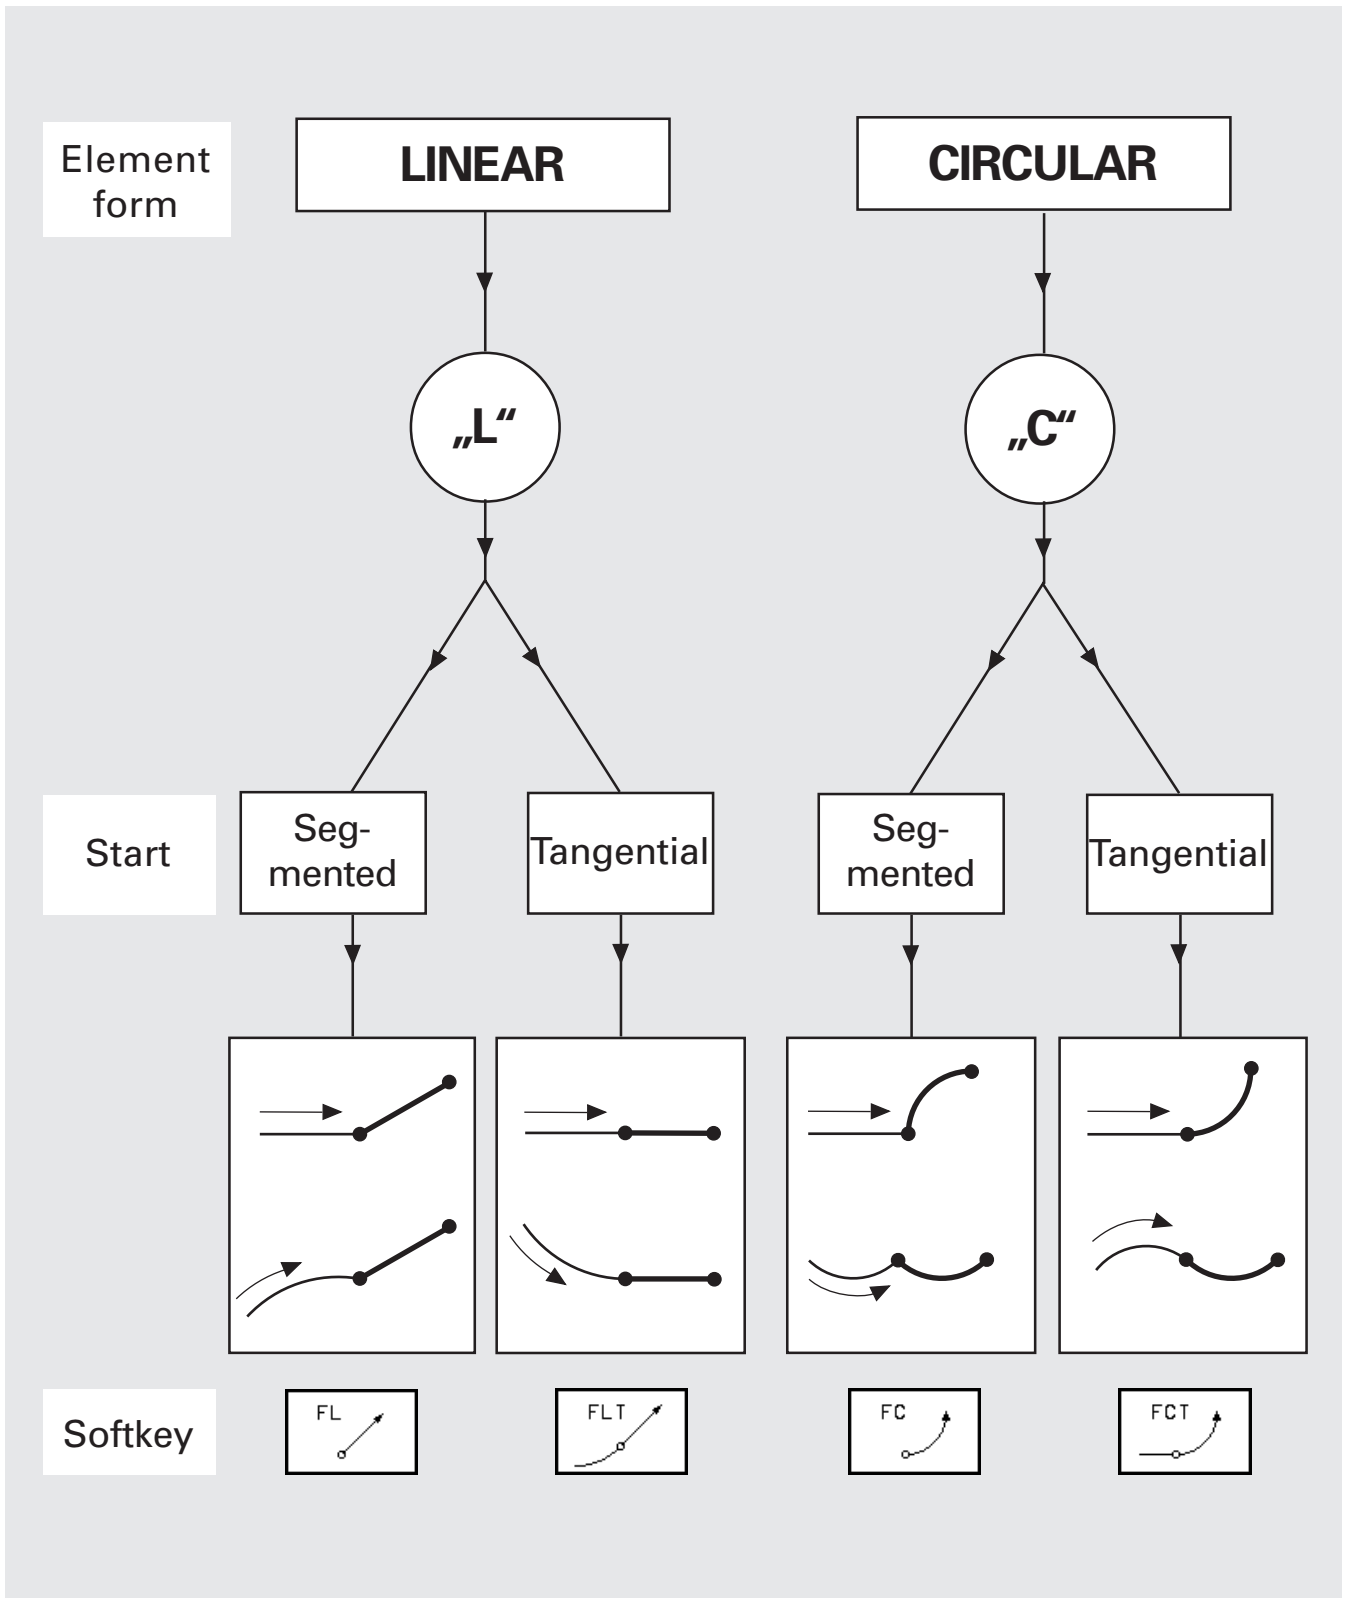 Element
form
LINEAR
CIRCULAR
„L“
„C“
Start
Seg-
mented
Tangential
Seg-
mented
Tangential
Softkey
FL
FLT
FC
FCT